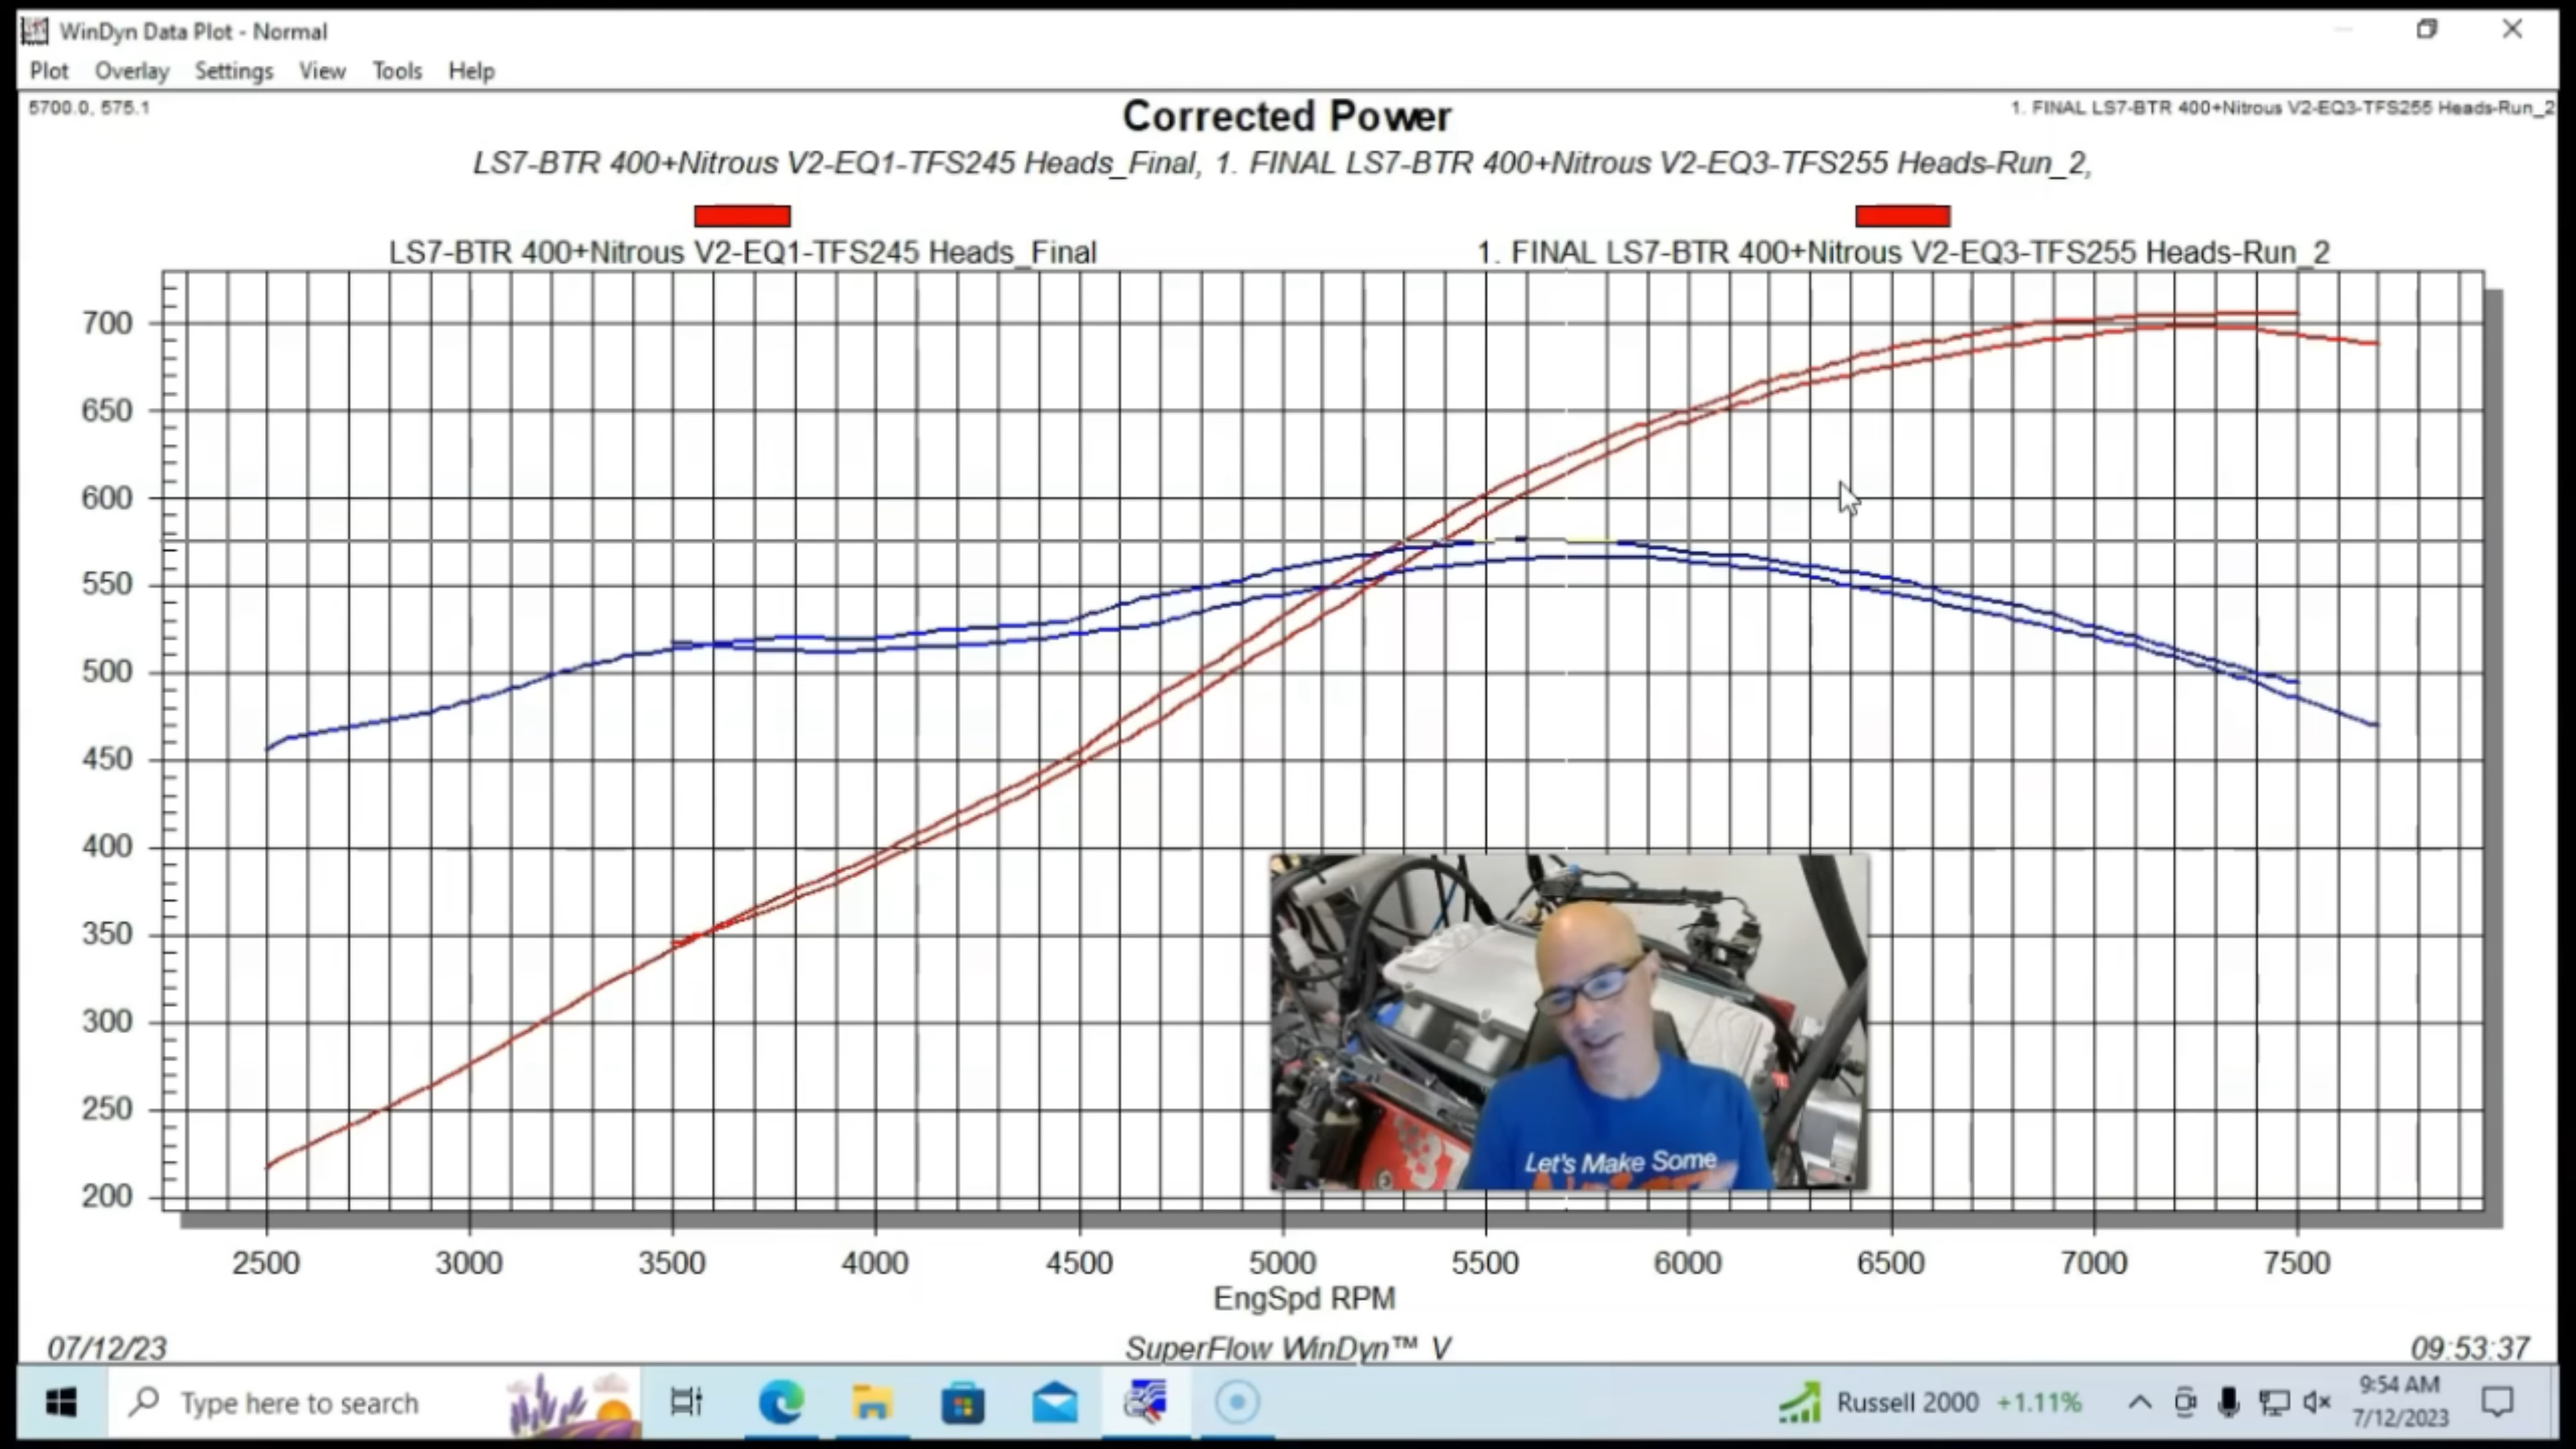 WinDyn Data Plot - Normal
Plot Overlay Settings View Tools Help
5700.0, 575.1
Corrected Power
1. FINAL LS7-BTR 400+Nitrous V2-EQ3-TFS255 Heads-Run_2
LS7-BTR 400+Nitrous V2-EQ1-TFS245 Heads_Final, 1. FINAL LS7-BTR 400+Nitrous V2-EQ3-TFS255 Heads-Run_2,
LS7-BTR 400+Nitrous V2-EQ1-TFS245 Heads_Final
1. FINAL LS7-BTR 400+Nitrous V2-EQ3-TFS255 Heads-Run_2
700
650
600
550
500
450
400
350
300
250
200
Let's Make Some
2500 3000 3500 4000 4500 5000 5500 6000 6500 7000 7500
EngSpd RPM
07/12/23
SuperFlow WinDyn™ V
09:53:37
Type here to search
Russell 2000 +1.11%
9:54 AM
7/12/2023